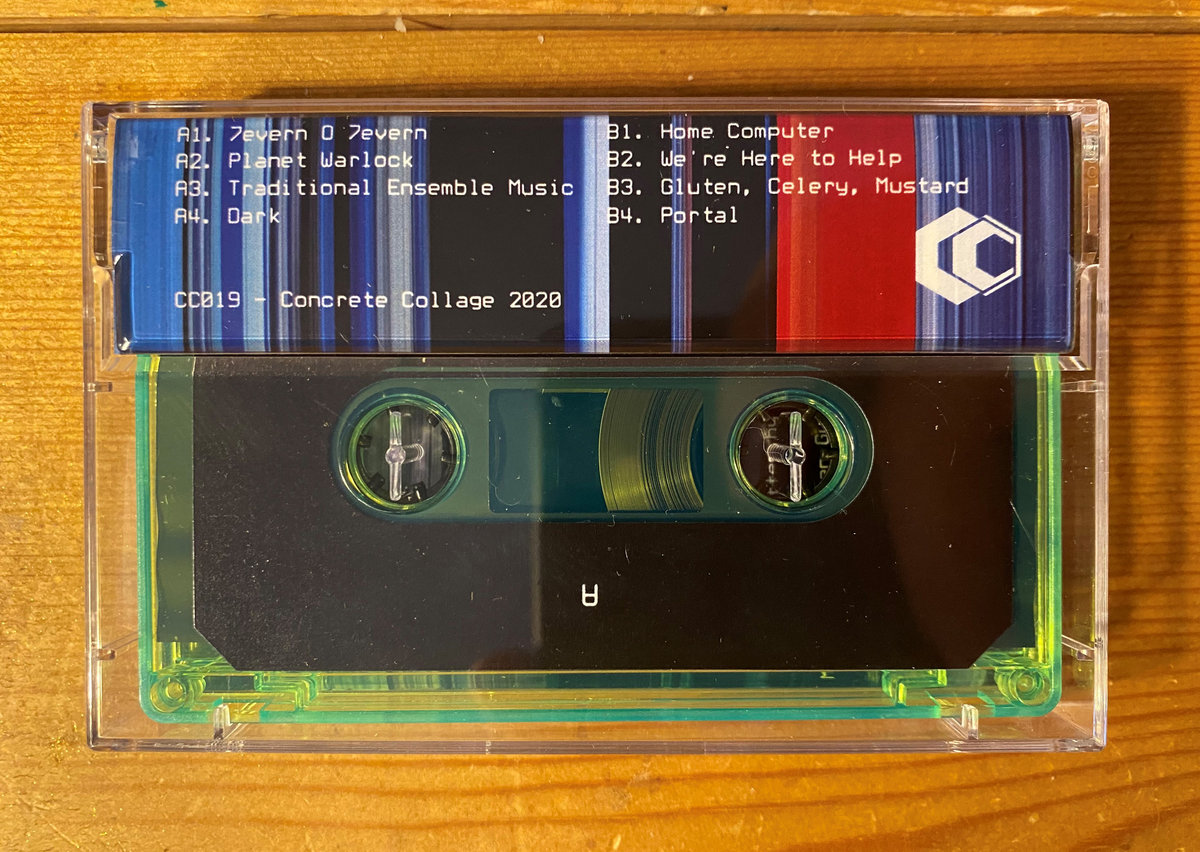 A1. 7evern O 7evern
A2. Planet Warlock
A3. Traditional Ensemble Music
A4. Dark
B1. Home Computer
B2. We're Here to Help
B3. Gluten, Celery, Mustard
B4. Portal
CC019 - Concrete Collage 2020
A